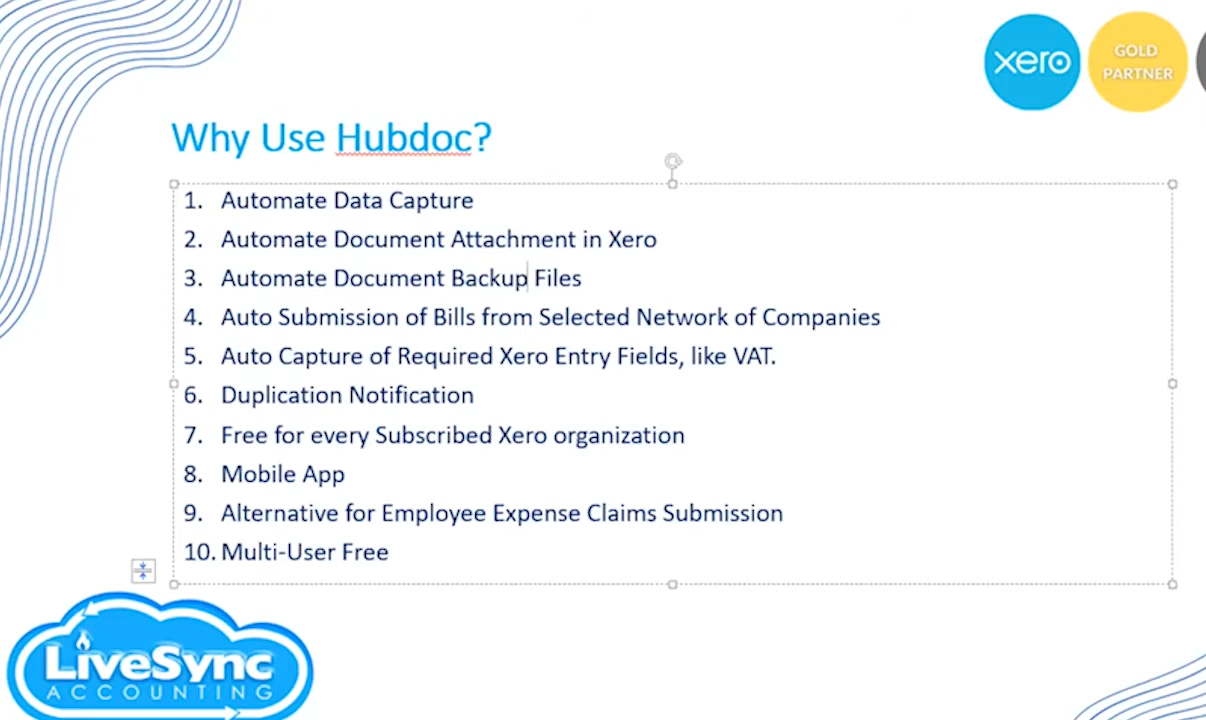 xero
GOLD
PARTNER
Why Use Hubdoc?
1. Automate Data Capture
2. Automate Document Attachment in Xero
3. Automate Document Backup Files
4. Auto Submission of Bills from Selected Network of Companies
5. Auto Capture of Required Xero Entry Fields, like VAT.
6. Duplication Notification
7. Free for every Subscribed Xero organization
8. Mobile App
9. Alternative for Employee Expense Claims Submission
10. Multi-User Free
LiveSync
ACCOUNTING